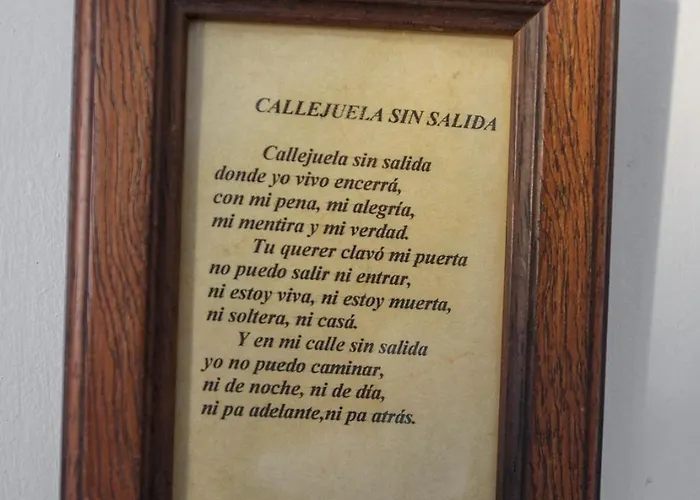 CALLEJUELA SIN SALIDA
Callejuela sin salida
donde yo vivo encerrá,
con mi pena, mi alegría,
mi mentira y mi verdad.
Tu querer clavó mi puerta
no puedo salir ni entrar,
ni estoy viva, ni estoy muerta,
ni soltera, ni casá.
Y en mi calle sin salida
yo no puedo caminar,
ni de noche, ni de día,
ni pa adelante,ni pa atrás.